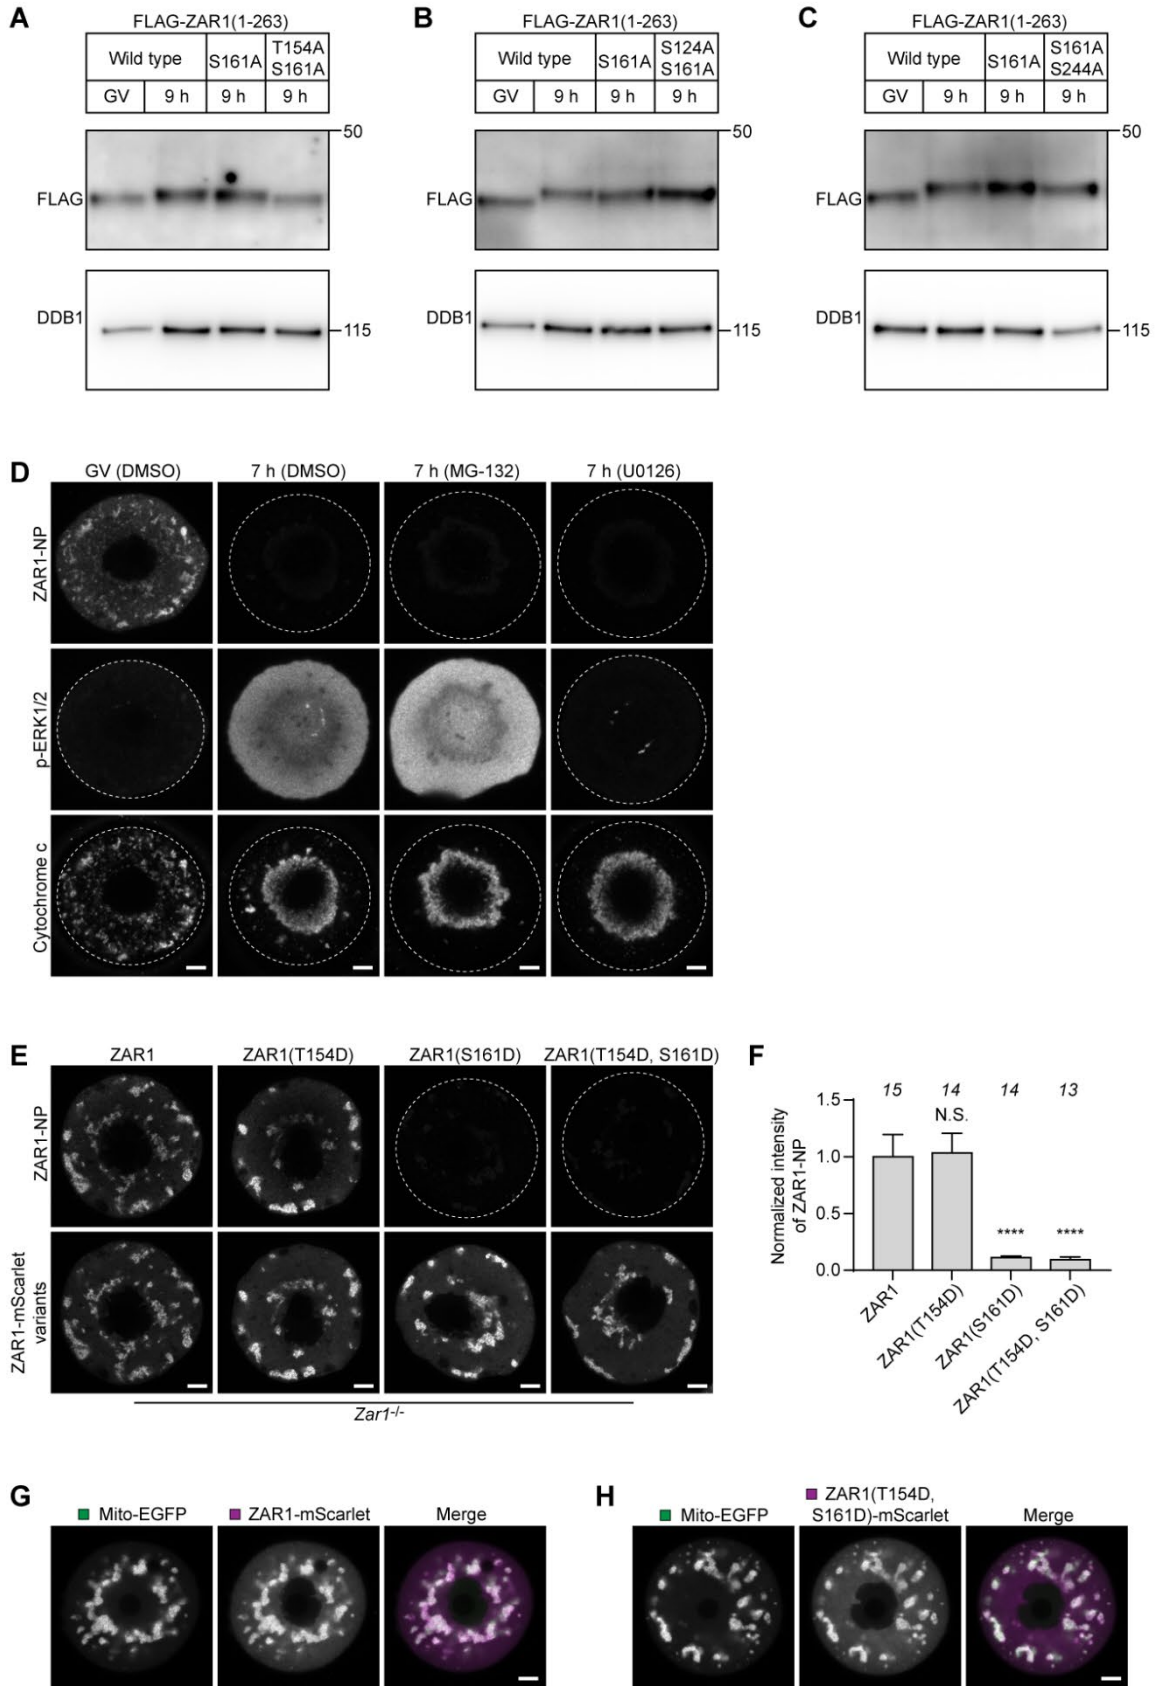 A
FLAG-ZAR1(1-263)
Wild type
S161A
T154A
S161A
GV
9 h
9 h
9 h
50
FLAG
DDB1
115
B
FLAG-ZAR1(1-263)
Wild type
S161A
S124A
S161A
GV
9 h
9 h
9 h
50
FLAG
DDB1
115
C
FLAG-ZAR1(1-263)
Wild type
S161A
S161A
S244A
GV
9 h
9 h
9 h
50
FLAG
DDB1
115
D
GV (DMSO)
7 h (DMSO)
7 h (MG-132)
7 h (U0126)
ZAR1-NP
p-ERK1/2
Cytochrome c
E
ZAR1
ZAR1(T154D)
ZAR1(S161D)
ZAR1(T154D, S161D)
ZAR1-NP
ZAR1-mScarlet
variants
Zar1-/-
F
15
14
14
13
N.S.
****
****
Normalized intensity
of ZAR1-NP
1.5
1.0
0.5
0.0
ZAR1
ZAR1(T154D)
ZAR1(S161D)
ZAR1(T154D, S161D)
G
Mito-EGFP
ZAR1-mScarlet
Merge
H
Mito-EGFP
ZAR1(T154D,
S161D)-mScarlet
Merge